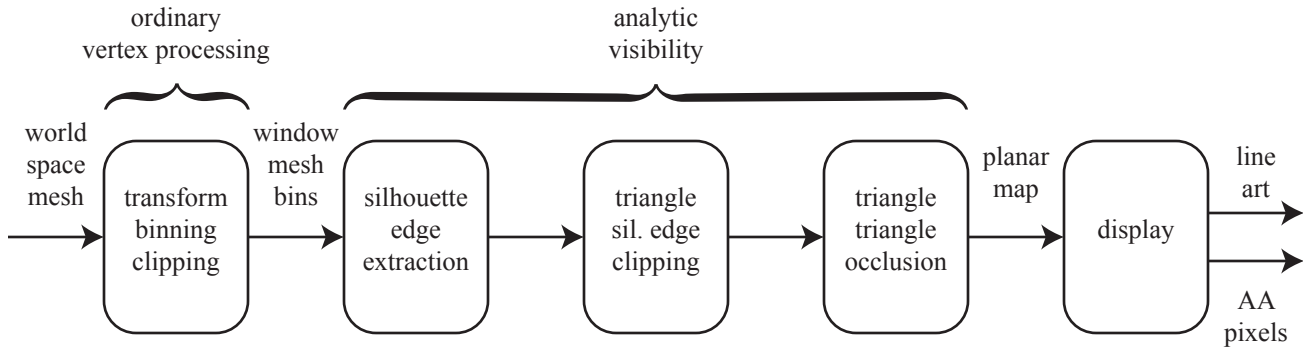 ordinary
vertex processing
analytic
visibility
world
space
mesh
transform
binning
clipping
window
mesh
bins
silhouette
edge
extraction
triangle
sil. edge
clipping
triangle
triangle
occlusion
planar
map
display
line
art
AA
pixels